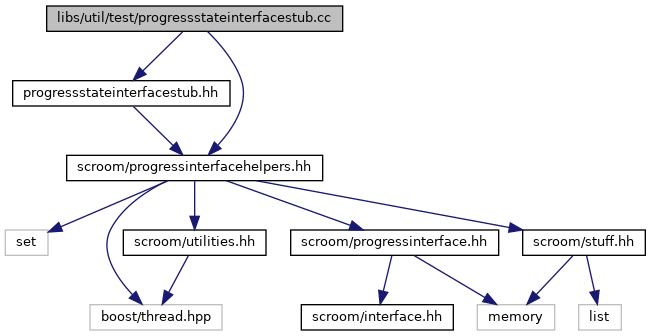 libs/util/test/progressstateinterfacestub.cc
progressstateinterfacestub.hh
scroom/progressinterfacehelpers.hh
set
scroom/utilities.hh
scroom/progressinterface.hh
scroom/stuff.hh
boost/thread.hpp
scroom/interface.hh
memory
list